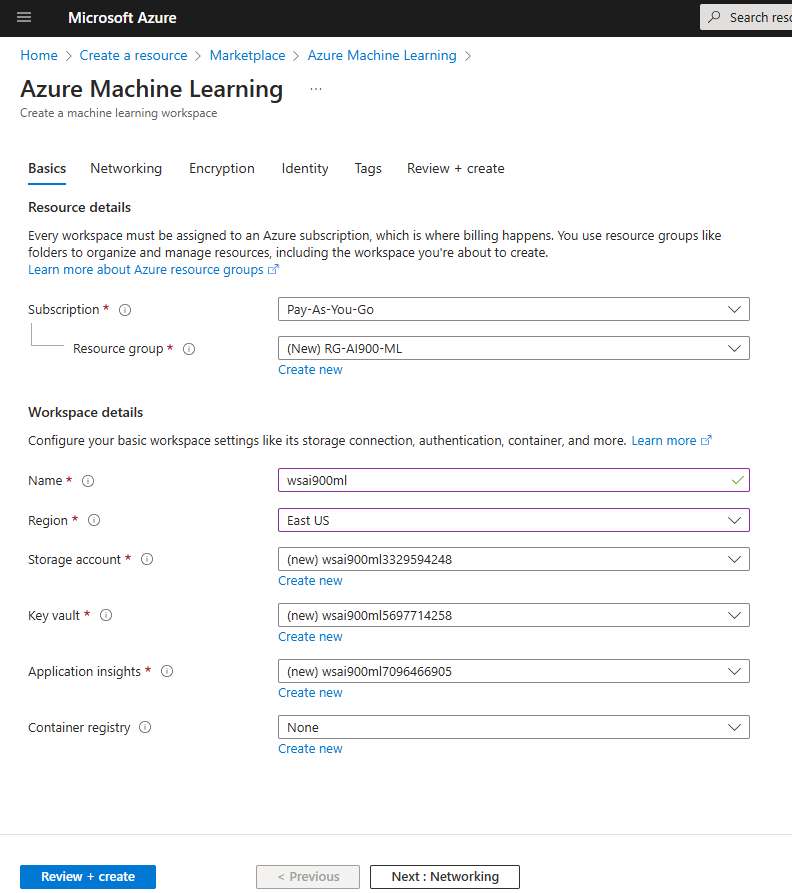 Microsoft Azure
Search reso
Home > Create a resource > Marketplace > Azure Machine Learning >
Azure Machine Learning ...
Create a machine learning workspace
Basics Networking Encryption Identity Tags Review + create
Resource details
Every workspace must be assigned to an Azure subscription, which is where billing happens. You use resource groups like
folders to organize and manage resources, including the workspace you're about to create.
Learn more about Azure resource groups
Subscription * Pay-As-You-Go
Resource group * (New) RG-AI900-ML
Create new
Workspace details
Configure your basic workspace settings like its storage connection, authentication, container, and more. Learn more
Name * wsai900ml
Region * East US
Storage account * (new) wsai900ml3329594248
Create new
Key vault * (new) wsai900ml5697714258
Create new
Application insights * (new) wsai900ml7096466905
Create new
Container registry None
Create new
Review + create < Previous Next : Networking